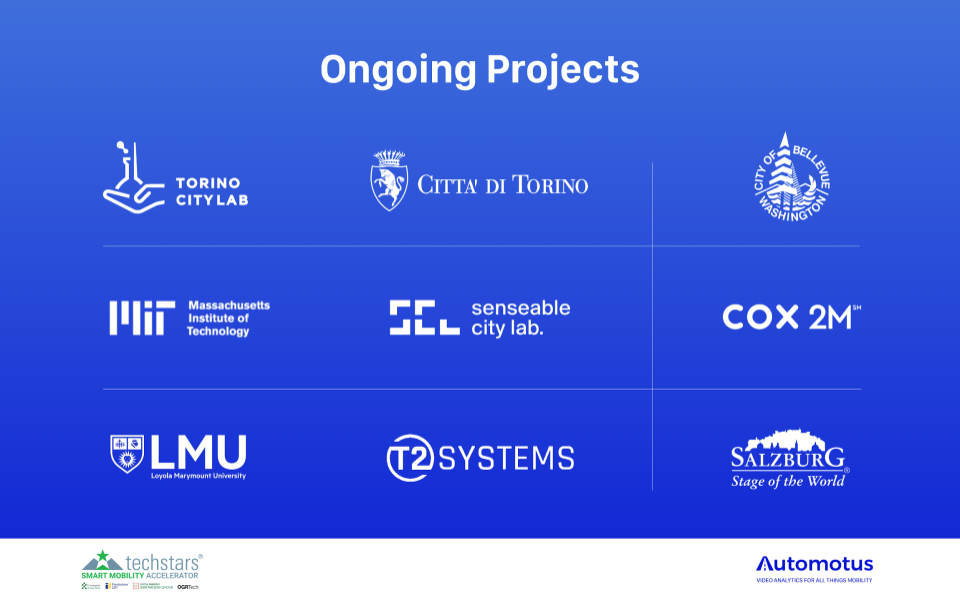 Ongoing Projects
TORINO
CITY LAB
CITTA' DI TORINO
CITY OF BELLEVUE
WASHINGTON
MIT
Massachusetts
Institute of
Technology
senseable
city lab.
COX 2M℠
LMU
Loyola Marymount University
T2 SYSTEMS
SALZBURG®
Stage of the World
techstars®
SMART MOBILITY ACCELERATOR
OGRTech
Automotus
VIDEO ANALYTICS FOR ALL THINGS MOBILITY